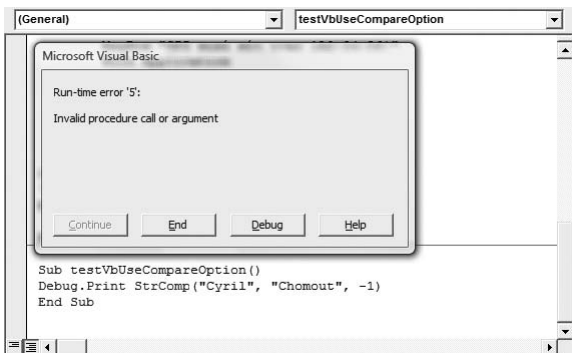 (General)
testVbUseCompareOption
Microsoft Visual Basic
Run-time error '5':
Invalid procedure call or argument
Continue
End
Debug
Help
Sub testVbUseCompareOption()
Debug.Print StrComp("Cyril", "Chomout", -1)
End Sub